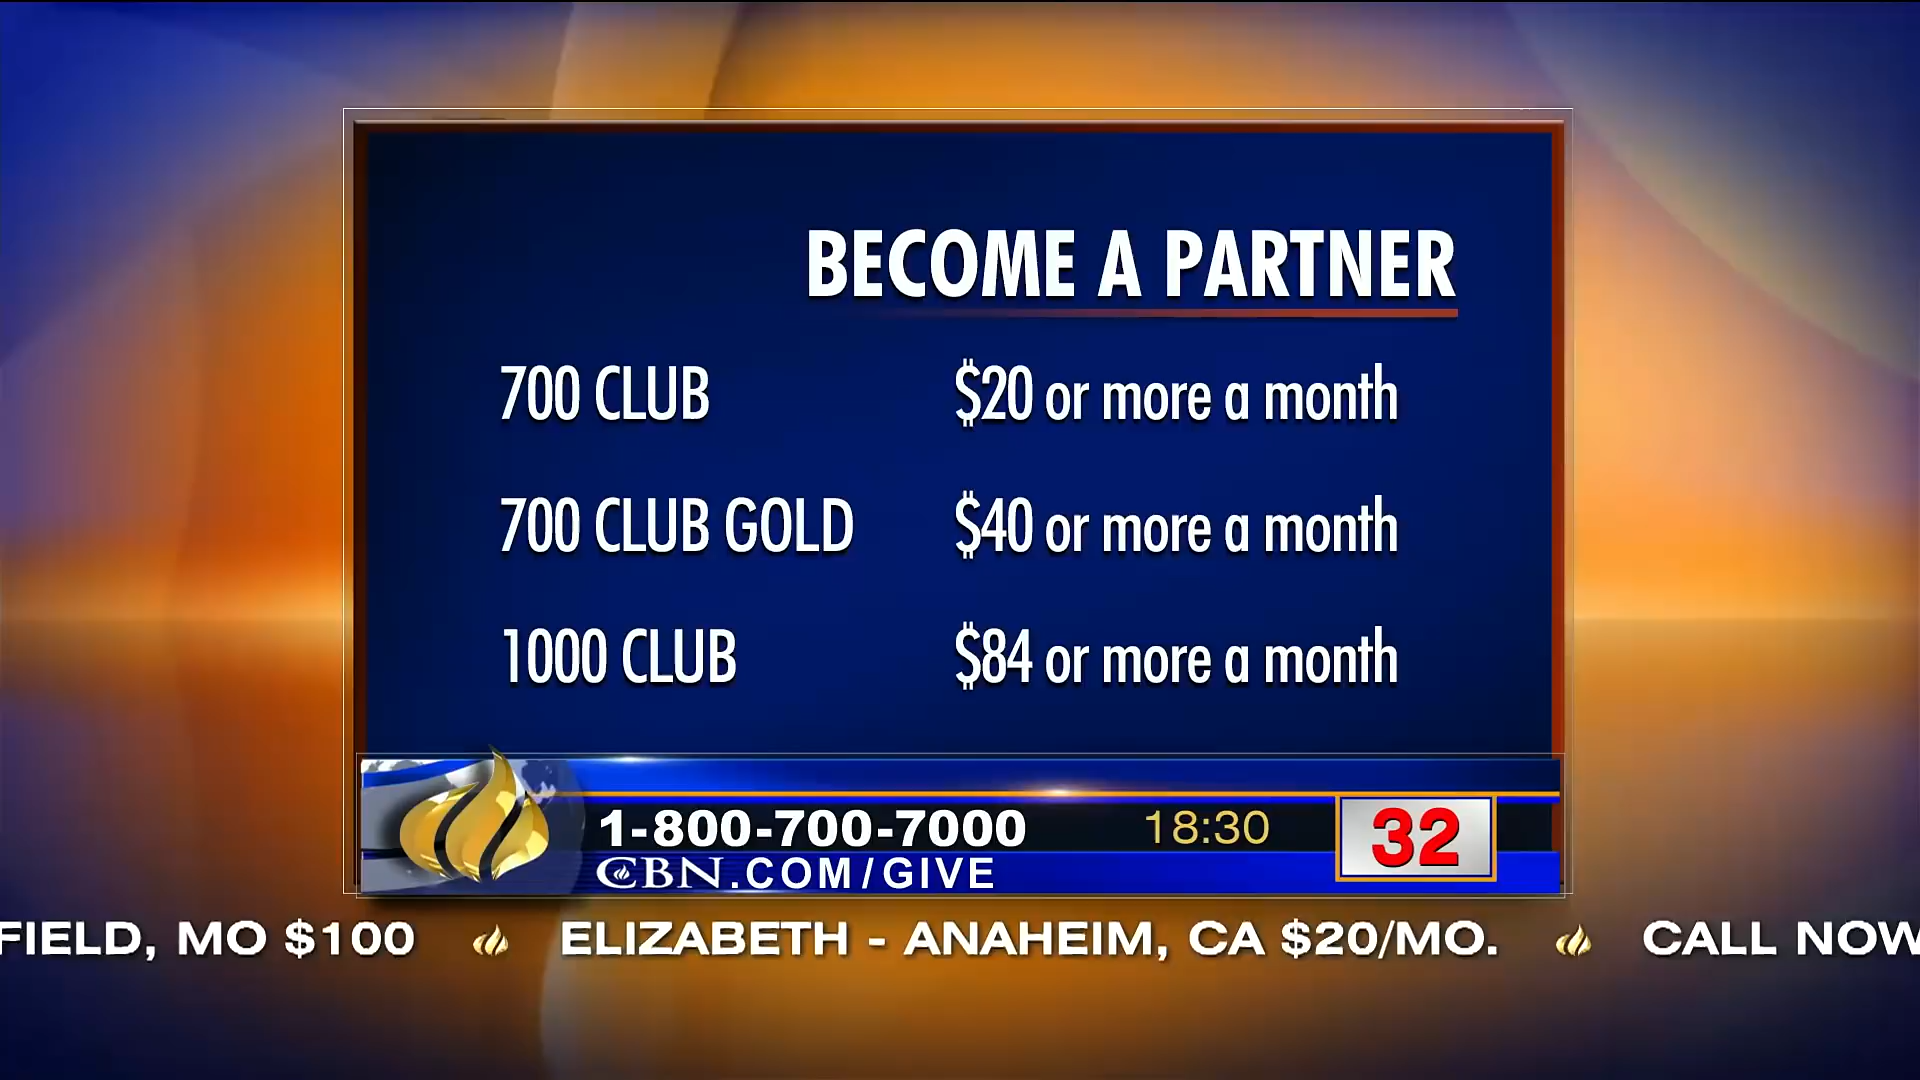 BECOME A PARTNER
700 CLUB $20 or more a month
700 CLUB GOLD $40 or more a month
1000 CLUB $84 or more a month
1-800-700-7000 18:30 32
CBN.COM/GIVE
FIELD, MO $100 ELIZABETH - ANAHEIM, CA $20/MO. CALL NOW